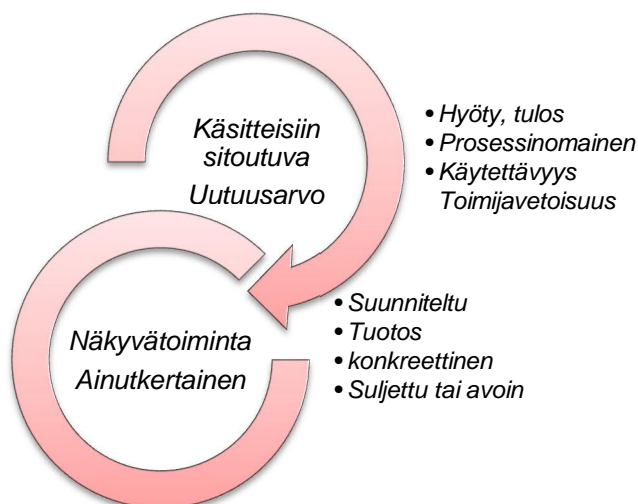 Käsitteisiin
sitoutuva
Uutuusarvo
• Hyöty, tulos
• Prosessinomainen
• Käytettävyys
Toimijavetoisuus
Näkyvätoiminta
Ainutkertainen
• Suunniteltu
• Tuotos
• konkreettinen
• Suljettu tai avoin